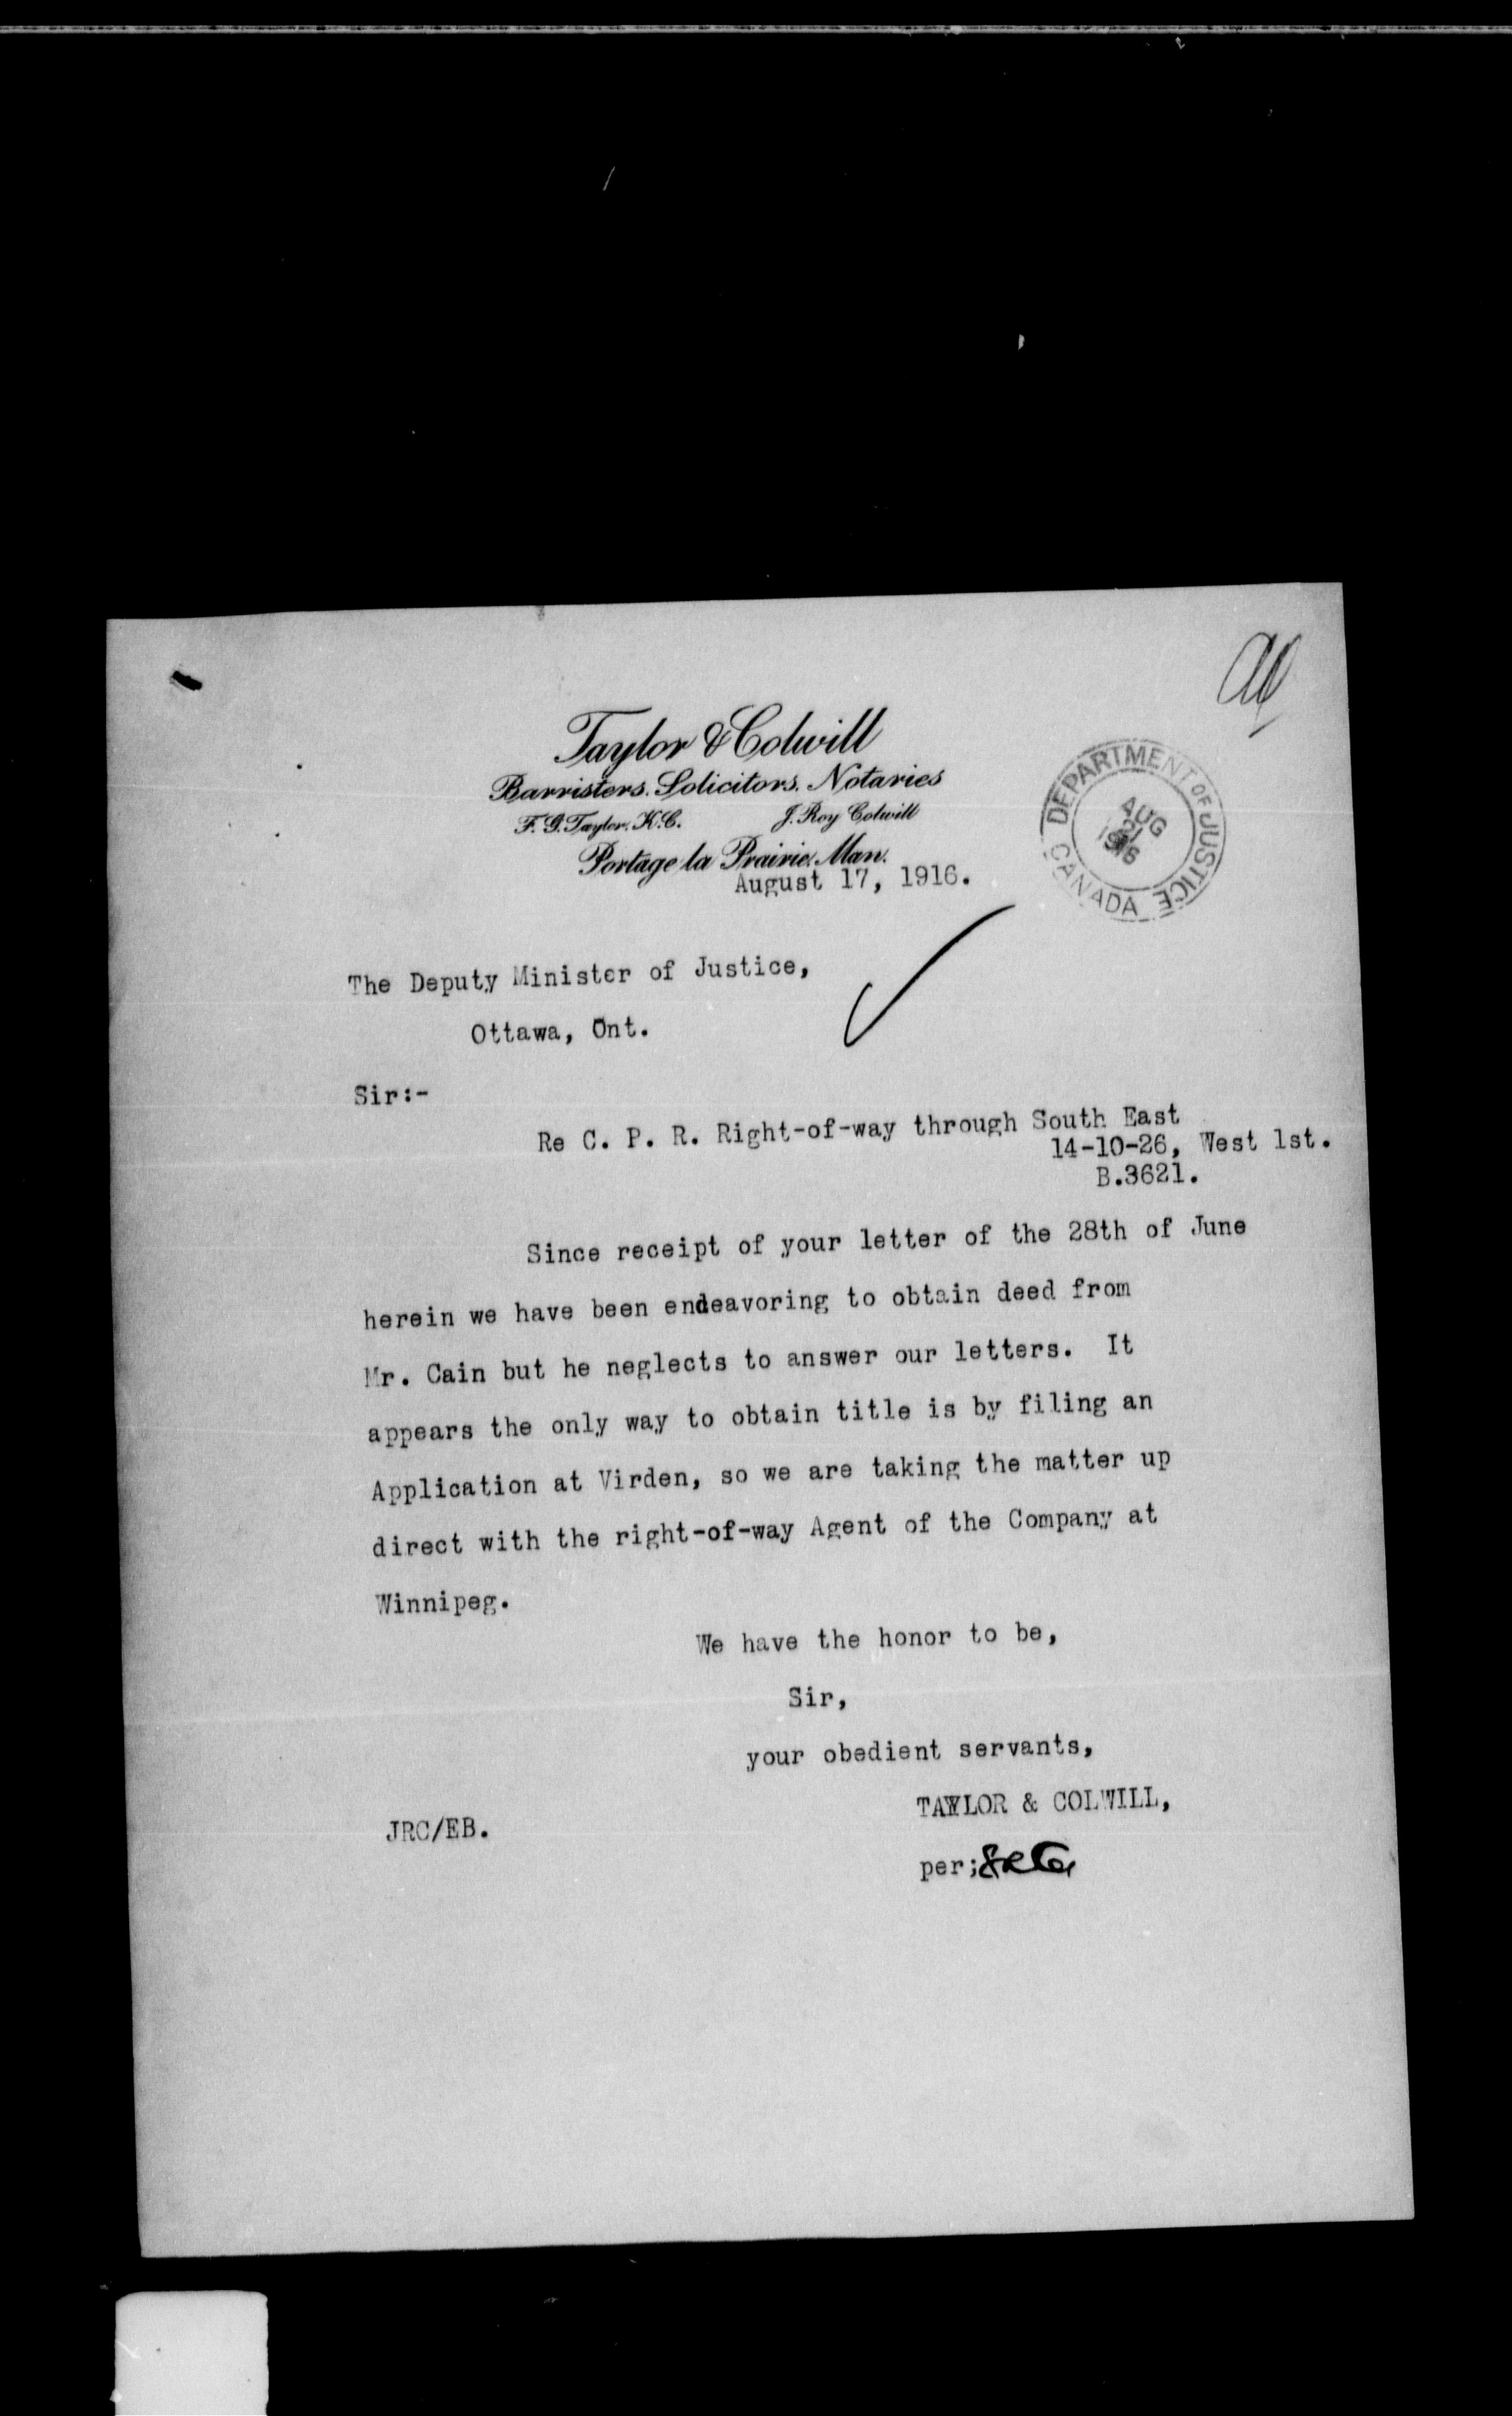 Taylor & Colwill
Barristers. Solicitors. Notaries
F. G. Taylor. K.C. J. Roy Colwill
Portage la Prairie. Man.
August 17, 1916.
DEPARTMENT OF JUSTICE
AUG
21
1916
CANADA
The Deputy Minister of Justice,
Ottawa, Ont.
Sir:-
Re C. P. R. Right-of-way through South East
14-10-26, West 1st.
B.3621.
Since receipt of your letter of the 28th of June
herein we have been endeavoring to obtain deed from
Mr. Cain but he neglects to answer our letters. It
appears the only way to obtain title is by filing an
Application at Virden, so we are taking the matter up
direct with the right-of-way Agent of the Company at
Winnipeg.
We have the honor to be,
Sir,
your obedient servants,
TAYLOR & COLWILL,
JRC/EB.
per;